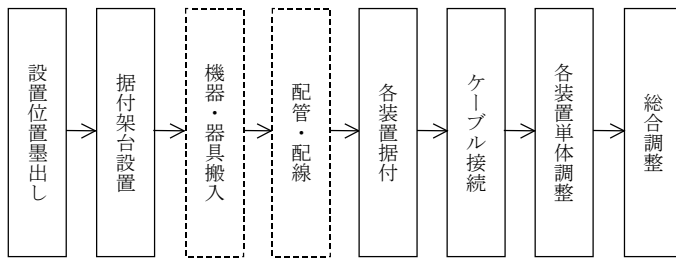 設置位置墨出し
据付架台設置
機器・器具搬入
配管・配線
各装置据付
ケーブル接続
各装置単体調整
総合調整